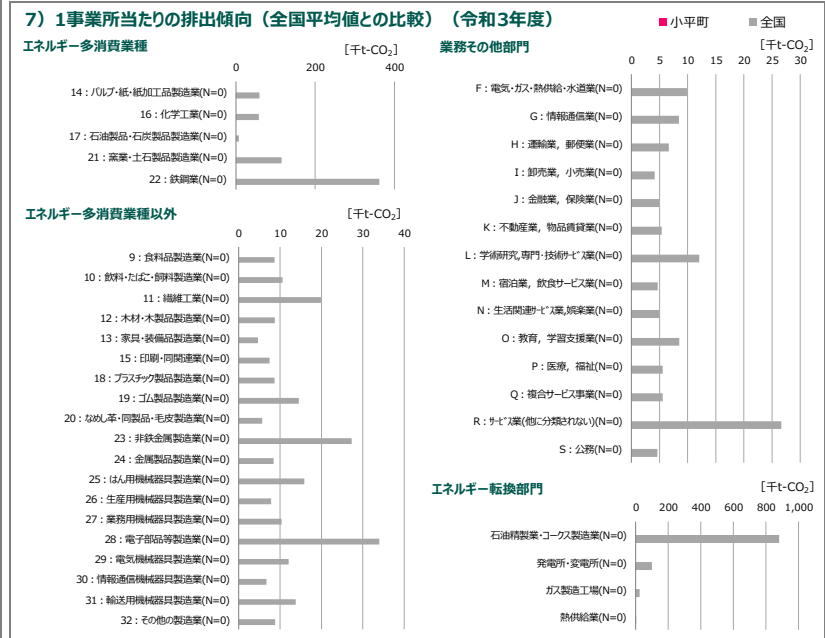 7）1事業所当たりの排出傾向（全国平均値との比較）（令和3年度）
■小平町 ■全国
エネルギー多消費業種
[千t-CO₂]
0 200 400
14：パルプ・紙・紙加工品製造業(N=0)
16：化学工業(N=0)
17：石油製品・石炭製品製造業(N=0)
21：窯業・土石製品製造業(N=0)
22：鉄鋼業(N=0)
エネルギー多消費業種以外
[千t-CO₂]
0 10 20 30 40
9：食料品製造業(N=0)
10：飲料・たばこ・飼料製造業(N=0)
11：繊維工業(N=0)
12：木材・木製品製造業(N=0)
13：家具・装備品製造業(N=0)
15：印刷・同関連業(N=0)
18：プラスチック製品製造業(N=0)
19：ゴム製品製造業(N=0)
20：なめし革・同製品・毛皮製造業(N=0)
23：非鉄金属製造業(N=0)
24：金属製品製造業(N=0)
25：はん用機械器具製造業(N=0)
26：生産用機械器具製造業(N=0)
27：業務用機械器具製造業(N=0)
28：電子部品等製造業(N=0)
29：電気機械器具製造業(N=0)
30：情報通信機械器具製造業(N=0)
31：輸送用機械器具製造業(N=0)
32：その他の製造業(N=0)
業務その他部門
[千t-CO₂]
0 5 10 15 20 25 30
F：電気・ガス・熱供給・水道業(N=0)
G：情報通信業(N=0)
H：運輸業，郵便業(N=0)
I：卸売業，小売業(N=0)
J：金融業，保険業(N=0)
K：不動産業，物品賃貸業(N=0)
L：学術研究,専門・技術ｻｰﾋﾞｽ業(N=0)
M：宿泊業，飲食サービス業(N=0)
N：生活関連ｻｰﾋﾞｽ業,娯楽業(N=0)
O：教育，学習支援業(N=0)
P：医療，福祉(N=0)
Q：複合サービス事業(N=0)
R：ｻｰﾋﾞｽ業(他に分類されない)(N=0)
S：公務(N=0)
エネルギー転換部門
[千t-CO₂]
0 200 400 600 800 1,000
石油精製業・コークス製造業(N=0)
発電所・変電所(N=0)
ガス製造工場(N=0)
熱供給業(N=0)